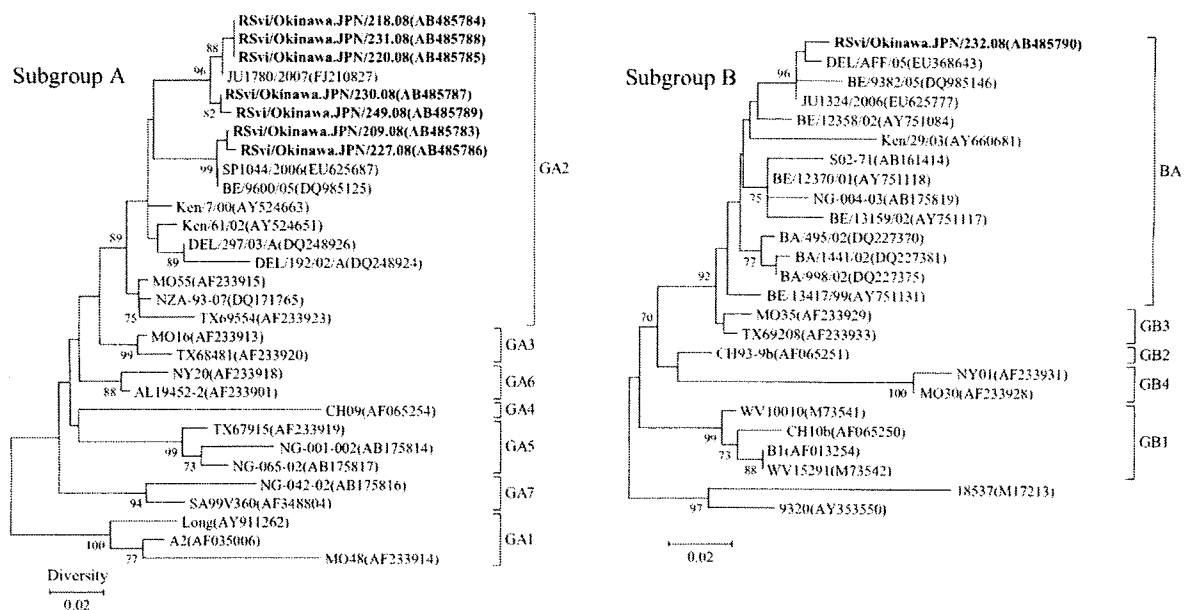 Subgroup A
RSvi/Okinawa.JPN/218.08(AB485784)
RSvi/Okinawa.JPN/231.08(AB485788)
88
RSvi/Okinawa.JPN/220.08(AB485785)
96
JU1780/2007(FJ210827)
RSvi/Okinawa.JPN/230.08(AB485787)
82
RSvi/Okinawa.JPN/249.08(AB485789)
RSvi/Okinawa.JPN/209.08(AB485783)
RSvi/Okinawa.JPN/227.08(AB485786)
99
SP1044/2006(EU625687)
BE/9600/05(DQ985125)
GA2
Ken/7/00(AY524663)
Ken/61/02(AY524651)
89
DEL/297/03/A(DQ248926)
89
DEL/192/02/A(DQ248924)
MO55(AF233915)
NZA-93-07(DQ171765)
75
TX69554(AF233923)
MO16(AF233913)
99
TX68481(AF233920)
GA3
NY20(AF233918)
88
AL19452-2(AF233901)
GA6
CH09(AF065254)
GA4
TX67915(AF233919)
99
NG-001-002(AB175814)
73
NG-065-02(AB175817)
GA5
NG-042-02(AB175816)
94
SA99V360(AF348804)
GA7
Long(AY911262)
100
A2(AF035006)
77
MO48(AF233914)
GA1
Diversity
0.02
Subgroup B
RSvi/Okinawa.JPN/232.08(AB485790)
DEL/AFF/05(EU368643)
96
BE/9382/05(DQ985146)
JU1324/2006(EU625777)
BE/12358/02(AY751084)
Ken/29/03(AY660681)
S02-71(AB161414)
BE/12370/01(AY751118)
75
NG-004-03(AB175819)
BE/13159/02(AY751117)
BA
BA/495/02(DQ227370)
77
BA/1441/02(DQ227381)
BA/998/02(DQ227375)
92
BE/13417/99(AY751131)
MO35(AF233929)
70
TX69208(AF233933)
GB3
CH93-9b(AF065251)
GB2
NY01(AF233931)
100
MO30(AF233928)
GB4
WV10010(M73541)
99
CH10b(AF065250)
73
B1(AF013254)
88
WV15291(M73542)
GB1
18537(M17213)
97
9320(AY353550)
0.02